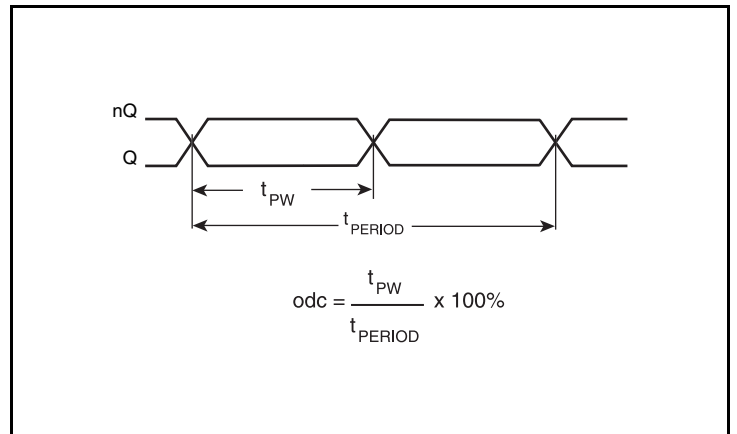 nQ
Q
tPW
tPERIOD
odc = tPW / tPERIOD x 100%